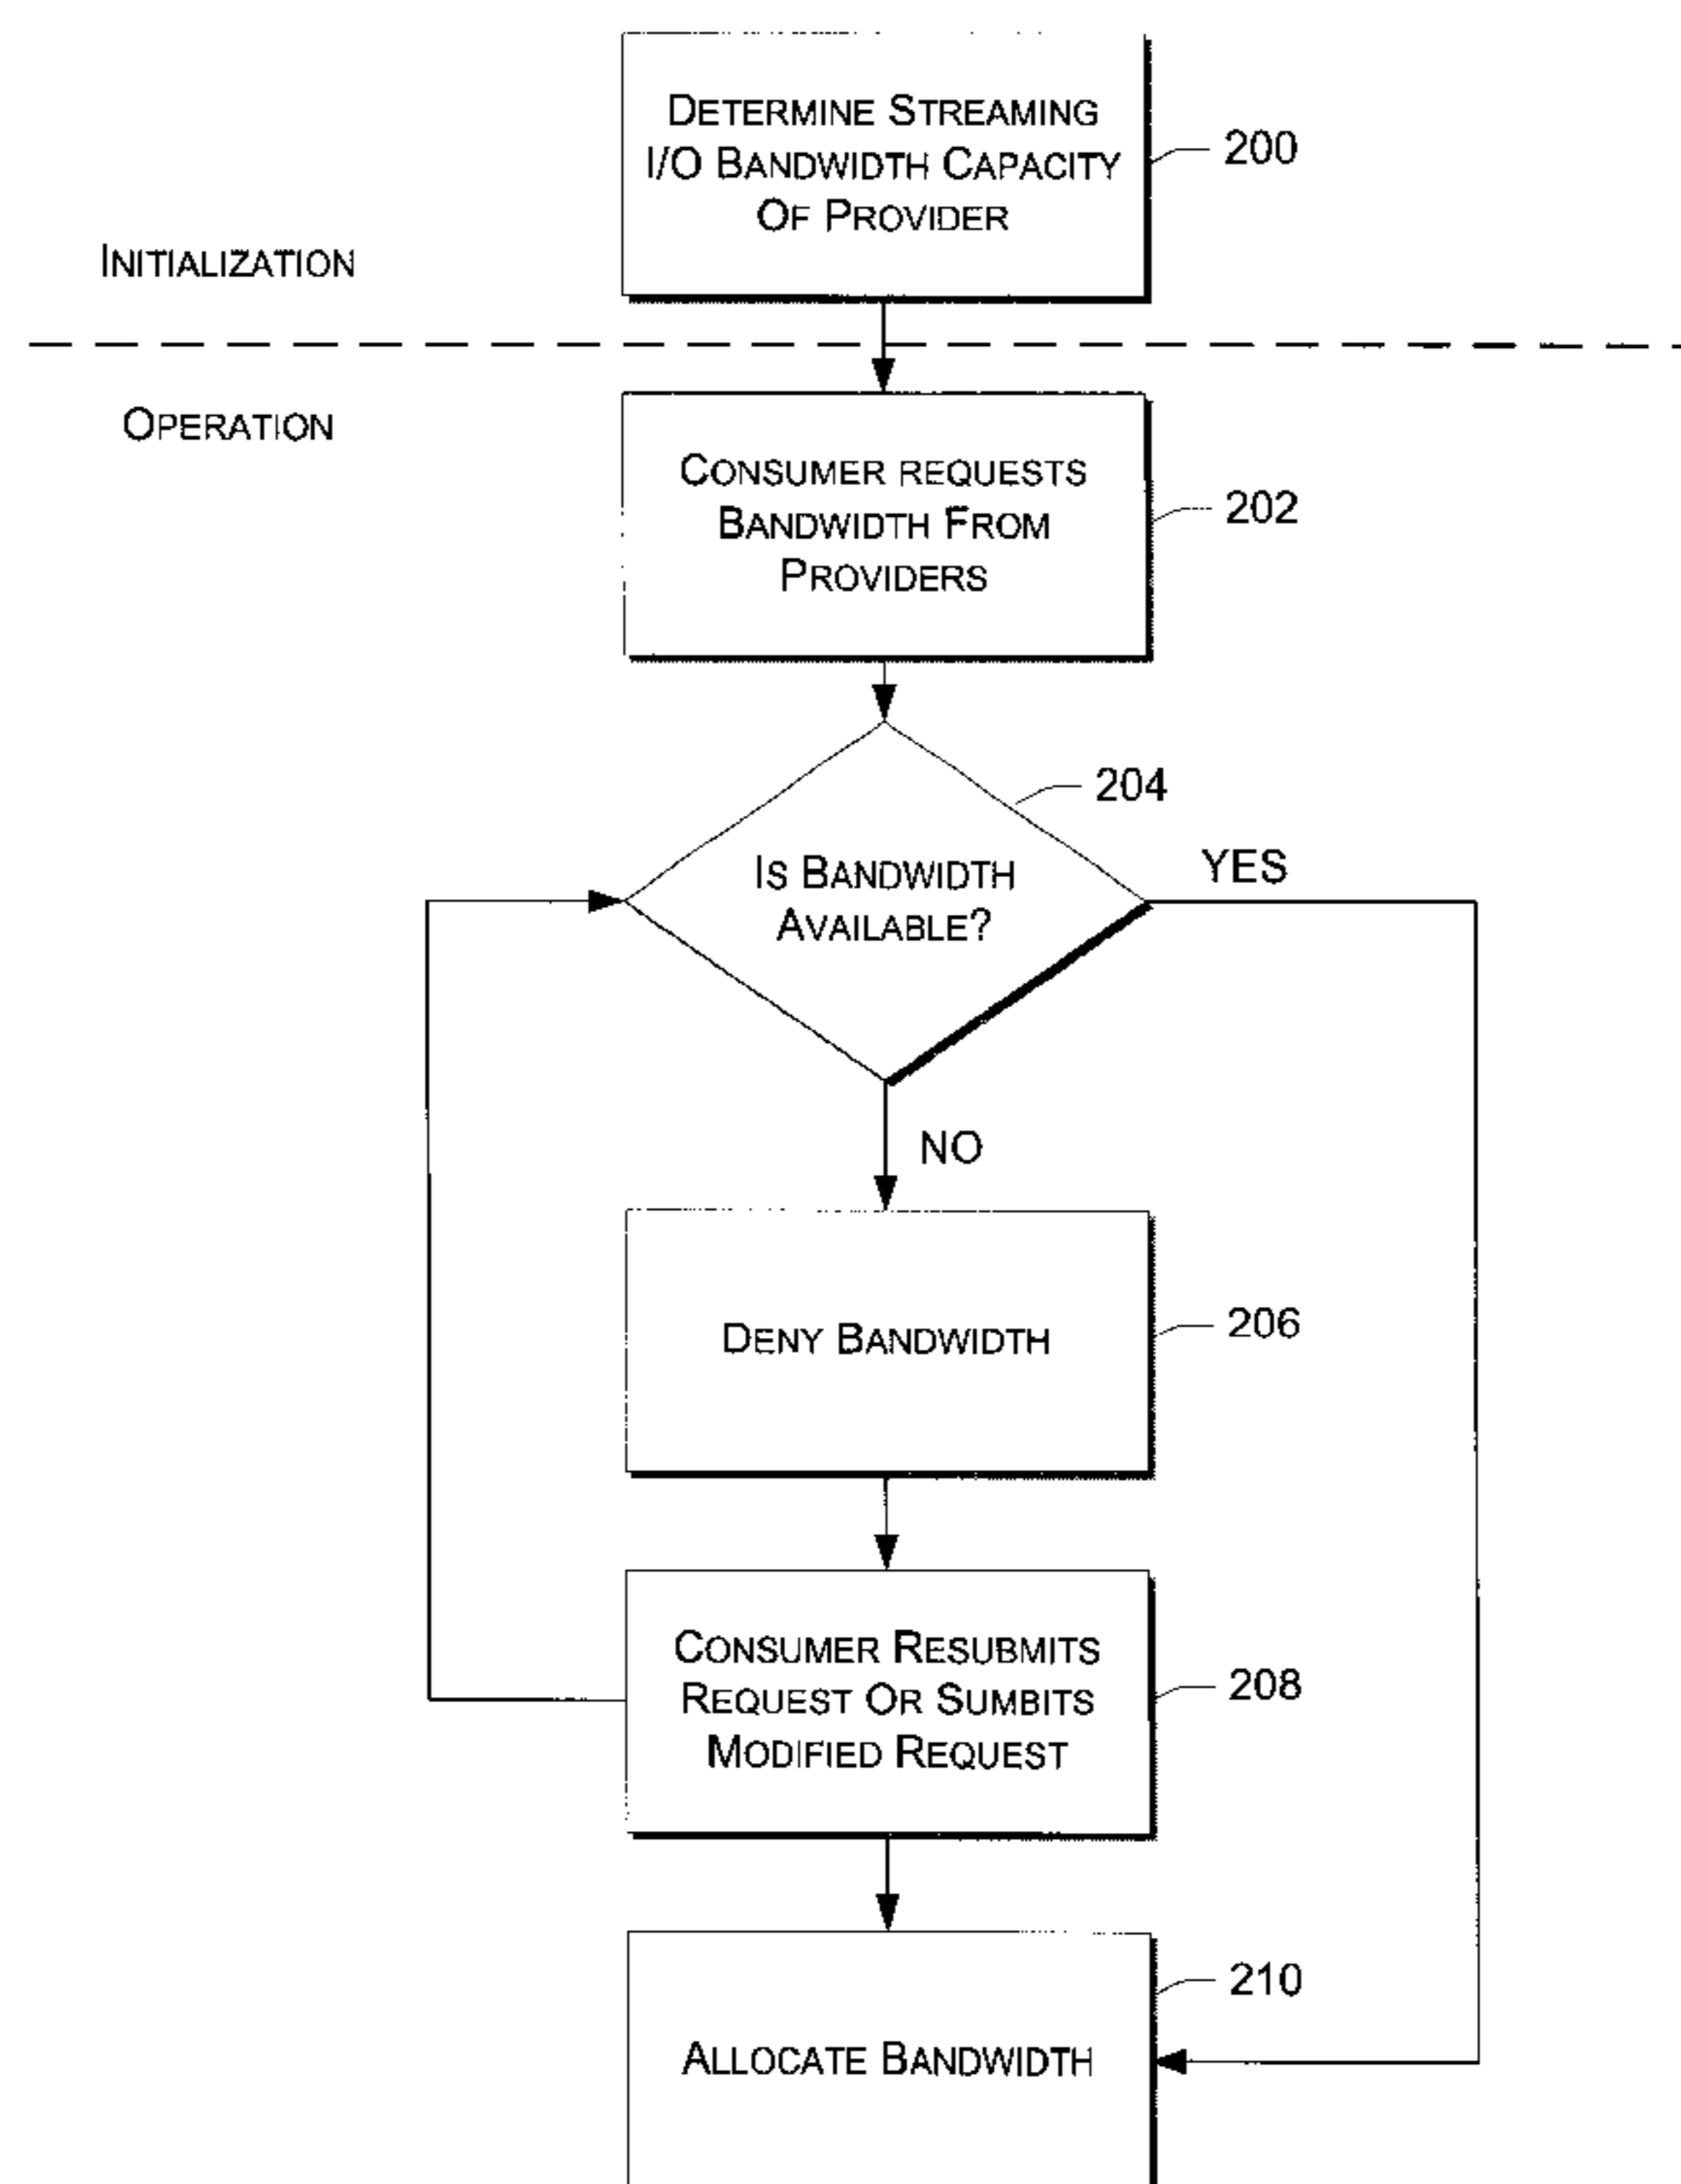 DETERMINE STREAMING
I/O BANDWIDTH CAPACITY
OF PROVIDER
200
INITIALIZATION
OPERATION
CONSUMER REQUESTS
BANDWIDTH FROM
PROVIDERS
202
204
IS BANDWIDTH
AVAILABLE?
YES
NO
DENY BANDWIDTH
206
CONSUMER RESUBMITS
REQUEST OR SUMBITS
MODIFIED REQUEST
208
210
ALLOCATE BANDWIDTH